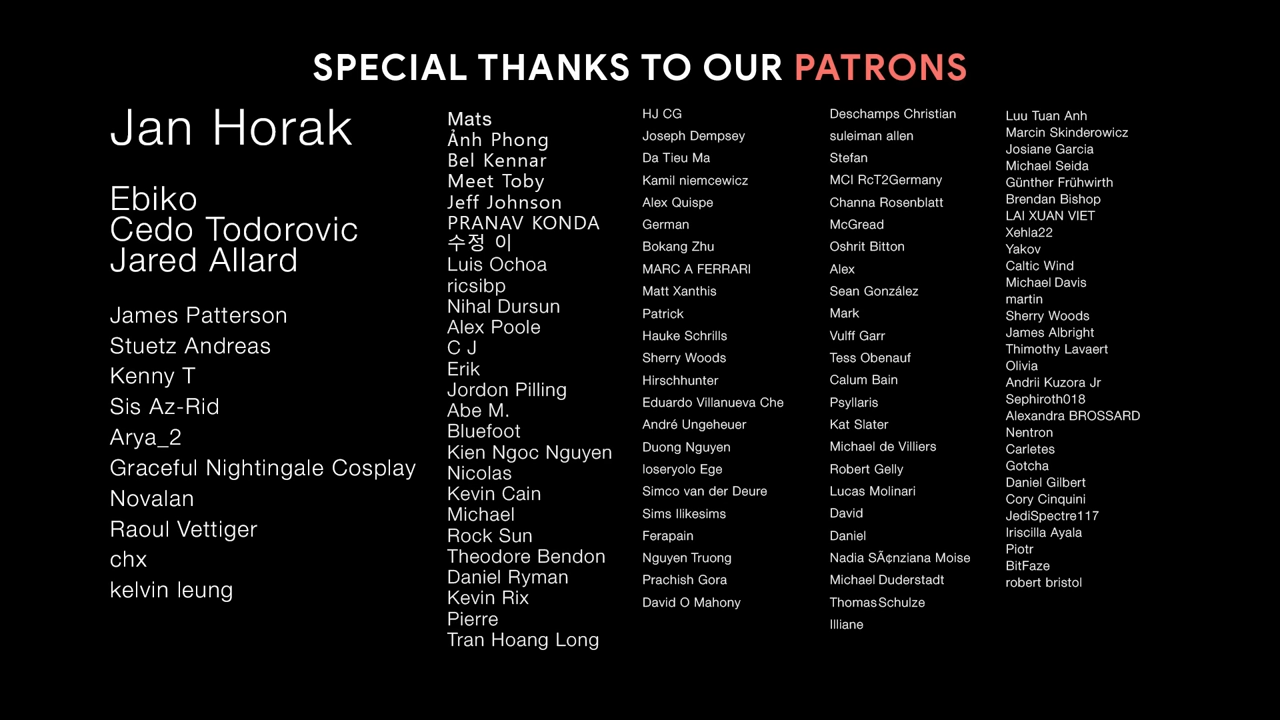 SPECIAL THANKS TO OUR PATRONS
Jan Horak
Ebiko
Cedo Todorovic
Jared Allard
James Patterson
Stuetz Andreas
Kenny T
Sis Az-Rid
Arya_2
Graceful Nightingale Cosplay
Novalan
Raoul Vettiger
chx
kelvin leung
Mats
Ảnh Phong
Bel Kennar
Meet Toby
Jeff Johnson
PRANAV KONDA
수정 이
Luis Ochoa
ricsibp
Nihal Dursun
Alex Poole
C J
Erik
Jordon Pilling
Abe M.
Bluefoot
Kien Ngoc Nguyen
Nicolas
Kevin Cain
Michael
Rock Sun
Theodore Bendon
Daniel Ryman
Kevin Rix
Pierre
Tran Hoang Long
HJ CG
Joseph Dempsey
Da Tieu Ma
Kamil niemcewicz
Alex Quispe
German
Bokang Zhu
MARC A FERRARI
Matt Xanthis
Patrick
Hauke Schrills
Sherry Woods
Hirschhunter
Eduardo Villanueva Che
André Ungeheuer
Duong Nguyen
loseryolo Ege
Simco van der Deure
Sims Ilikesims
Ferapain
Nguyen Truong
Prachish Gora
David O Mahony
Deschamps Christian
suleiman allen
Stefan
MCI RcT2Germany
Channa Rosenblatt
McGread
Oshrit Bitton
Alex
Sean González
Mark
Vulff Garr
Tess Obenauf
Calum Bain
Psyllaris
Kat Slater
Michael de Villiers
Robert Gelly
Lucas Molinari
David
Daniel
Nadia SÃ¢nziana Moise
Michael Duderstadt
Thomas Schulze
Illiane
Luu Tuan Anh
Marcin Skinderowicz
Josiane Garcia
Michael Seida
Günther Frühwirth
Brendan Bishop
LAI XUAN VIET
Xehla22
Yakov
Caltic Wind
Michael Davis
martin
Sherry Woods
James Albright
Thimothy Lavaert
Olivia
Andrii Kuzora Jr
Sephiroth018
Alexandra BROSSARD
Nentron
Carletes
Gotcha
Daniel Gilbert
Cory Cinquini
JediSpectre117
Iriscilla Ayala
Piotr
BitFaze
robert bristol